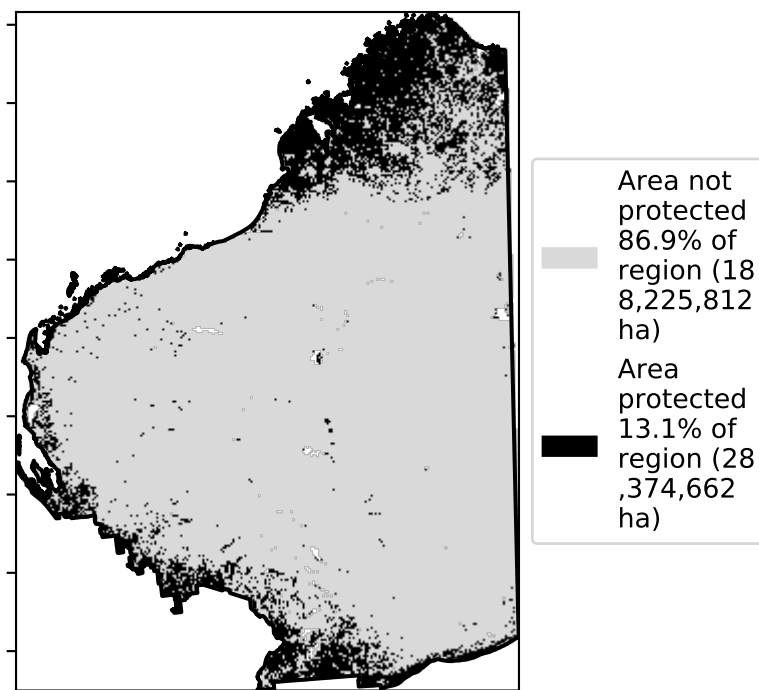 Area not
protected
86.9% of
region (18
8,225,812
ha)
Area
protected
13.1% of
region (28
,374,662
ha)